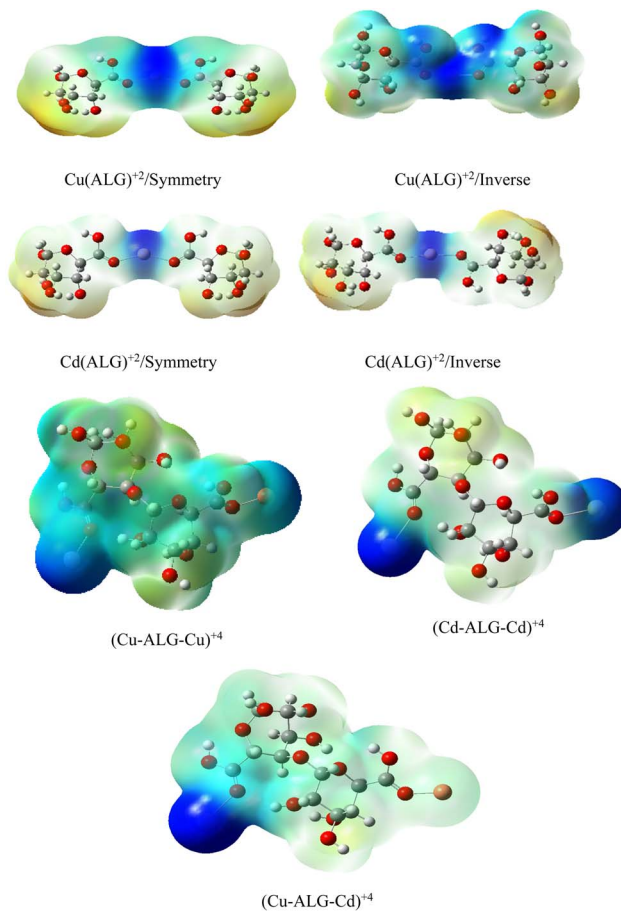 Cu(ALG)⁺²/Symmetry
Cu(ALG)⁺²/Inverse
Cd(ALG)⁺²/Symmetry
Cd(ALG)⁺²/Inverse
(Cu-ALG-Cu)⁺⁴
(Cd-ALG-Cd)⁺⁴
(Cu-ALG-Cd)⁺⁴